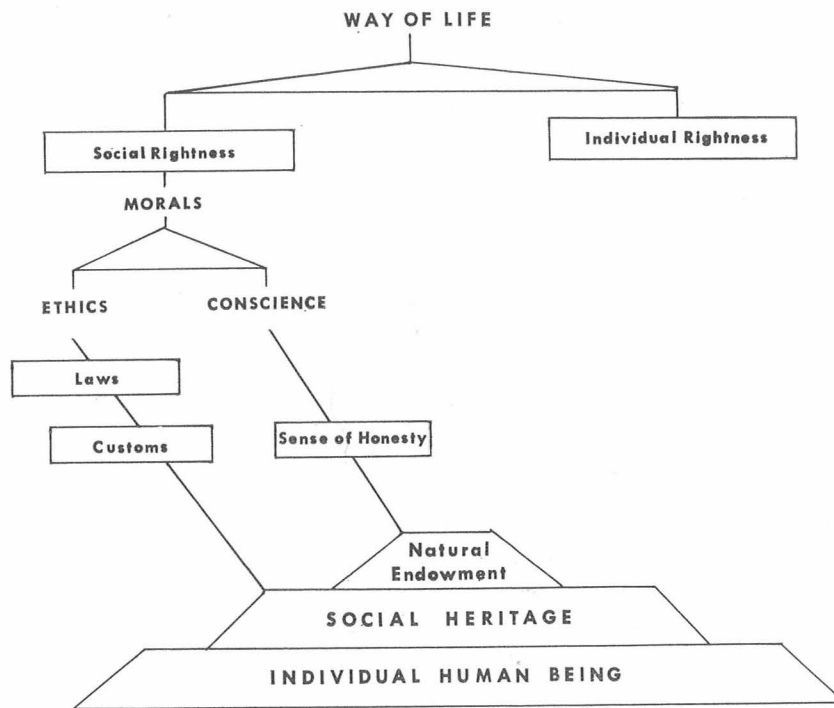 WAY OF LIFE
Social Rightness
Individual Rightness
MORALS
ETHICS
CONSCIENCE
Laws
Customs
Sense of Honesty
Natural
Endowment
SOCIAL HERITAGE
INDIVIDUAL HUMAN BEING